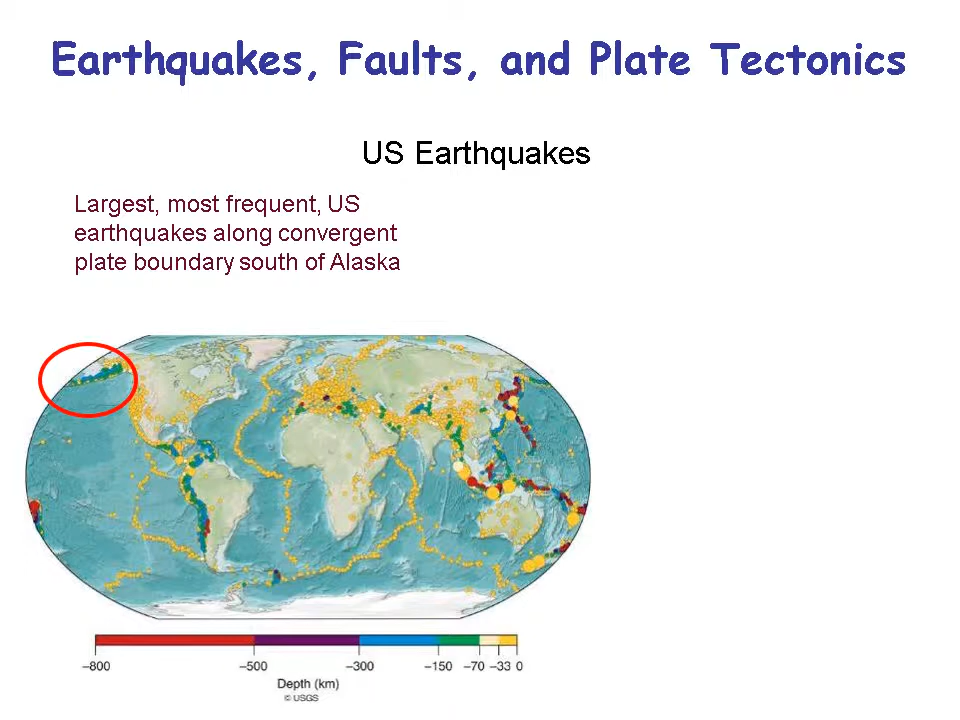 Earthquakes, Faults, and Plate Tectonics
US Earthquakes
Largest, most frequent, US
earthquakes along convergent
plate boundary south of Alaska
−800 −500 −300 −150 −70 −33 0
Depth (km)
© USGS